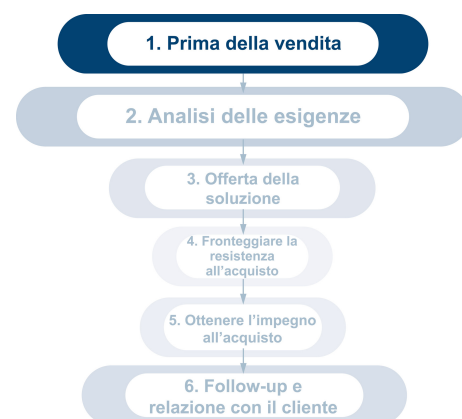 1. Prima della vendita
2. Analisi delle esigenze
3. Offerta della
soluzione
4. Fronteggiare la
resistenza
all'acquisto
5. Ottenere l'impegno
all'acquisto
6. Follow-up e
relazione con il cliente